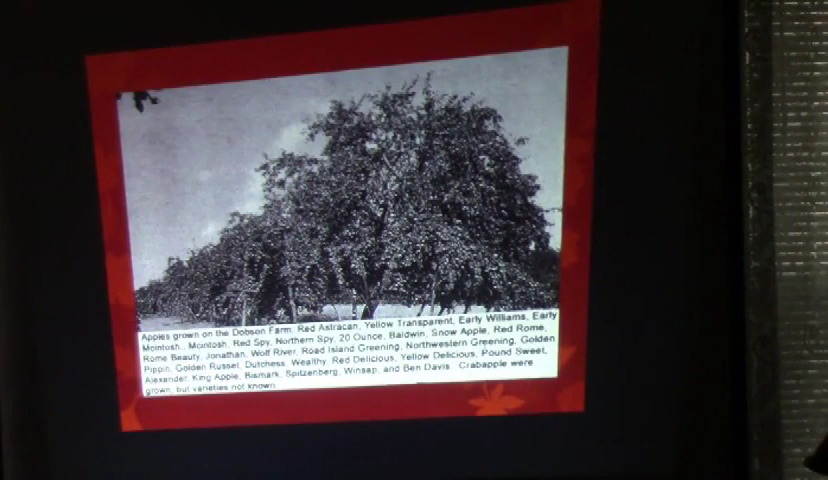 Apples grown on the Dobson Farm: Red Astracan, Yellow Transparent, Early Williams, Early
Mcintosh, Mcintosh, Red Spy, Northern Spy, 20 Ounce, Baldwin, Snow Apple, Red Rome,
Rome Beauty, Jonathan, Wolf River, Road Island Greening, Northwestern Greening, Golden
Pippin, Golden Russet, Dutchess, Wealthy, Red Delicious, Yellow Delicious, Pound Sweet,
Alexander, King Apple, Bismark, Spitzenberg, Winsap, and Ben Davis. Crabapple were
grown, but varieties not known.